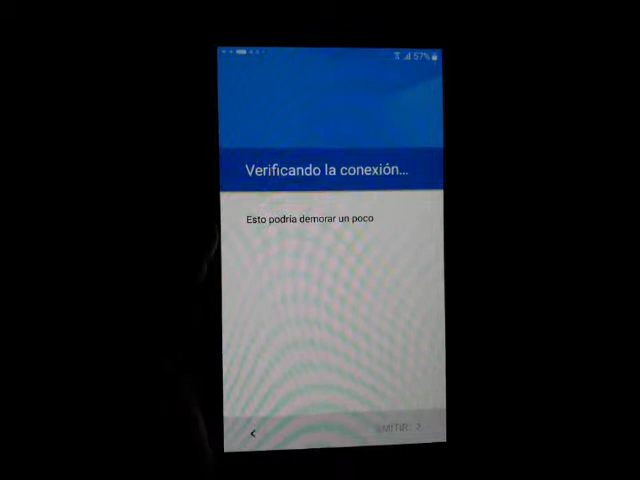 57%
Verificando la conexión...
Esto podría demorar un poco
OMITIR